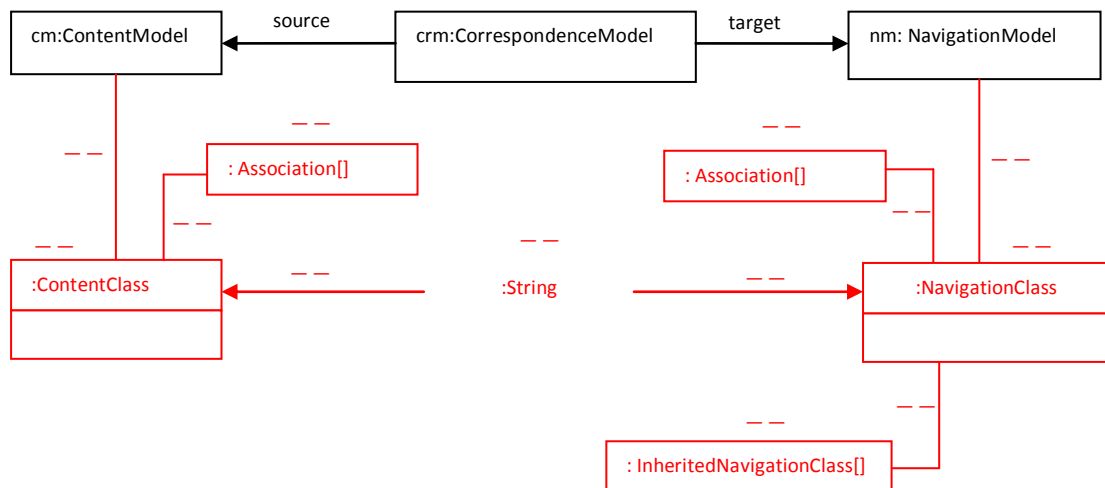 source
target
cm:ContentModel
crm:CorrespondenceModel
nm: NavigationModel
— —
— —
— —
— —
: Association[]
: Association[]
— —
— —
— —
— —
— —
— —
— —
— —
:ContentClass
:String
:NavigationClass
— —
— —
: InheritedNavigationClass[]